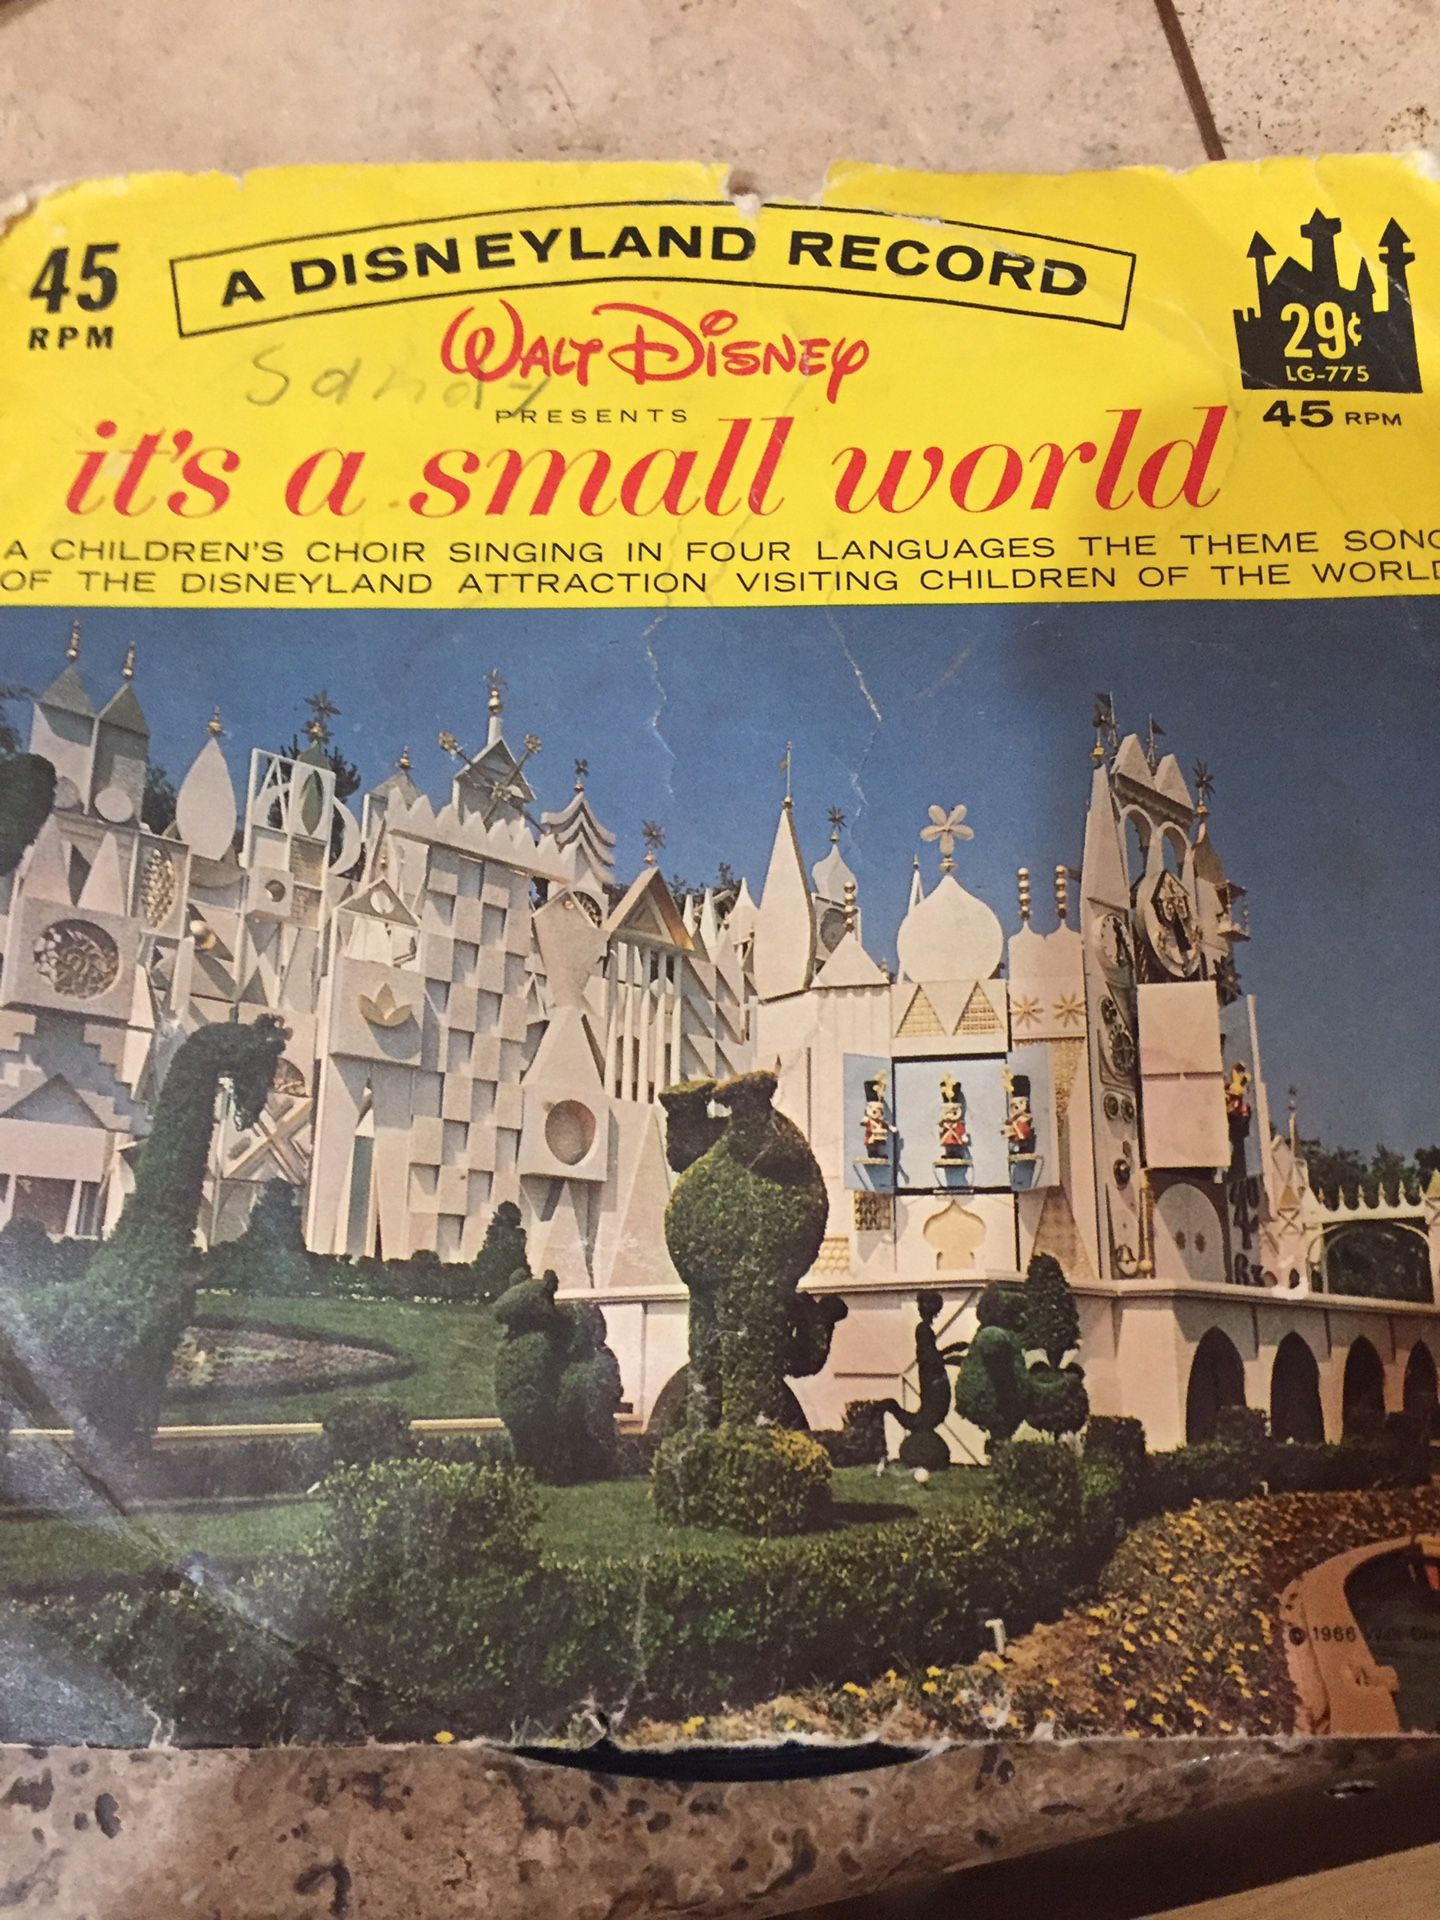 45
RPM
A DISNEYLAND RECORD
29¢
LG-775
45 RPM
WALT DISNEY
Sandy
PRESENTS
it's a small world
A CHILDREN'S CHOIR SINGING IN FOUR LANGUAGES THE THEME SONG
OF THE DISNEYLAND ATTRACTION VISITING CHILDREN OF THE WORLD
© 1966 Walt